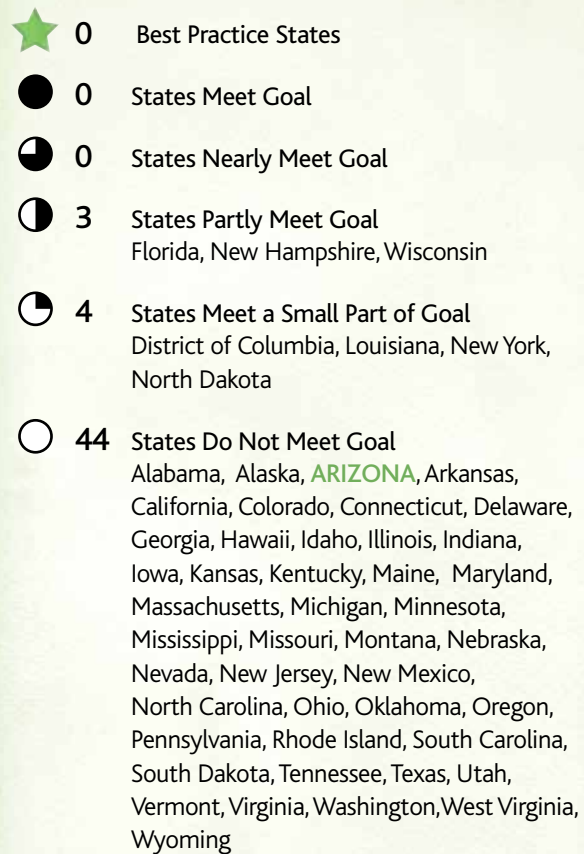 0 Best Practice States
0 States Meet Goal
0 States Nearly Meet Goal
3 States Partly Meet Goal
Florida, New Hampshire, Wisconsin
4 States Meet a Small Part of Goal
District of Columbia, Louisiana, New York,
North Dakota
44 States Do Not Meet Goal
Alabama, Alaska, ARIZONA, Arkansas,
California, Colorado, Connecticut, Delaware,
Georgia, Hawaii, Idaho, Illinois, Indiana,
Iowa, Kansas, Kentucky, Maine, Maryland,
Massachusetts, Michigan, Minnesota,
Mississippi, Missouri, Montana, Nebraska,
Nevada, New Jersey, New Mexico,
North Carolina, Ohio, Oklahoma, Oregon,
Pennsylvania, Rhode Island, South Carolina,
South Dakota, Tennessee, Texas, Utah,
Vermont, Virginia, Washington,West Virginia,
Wyoming